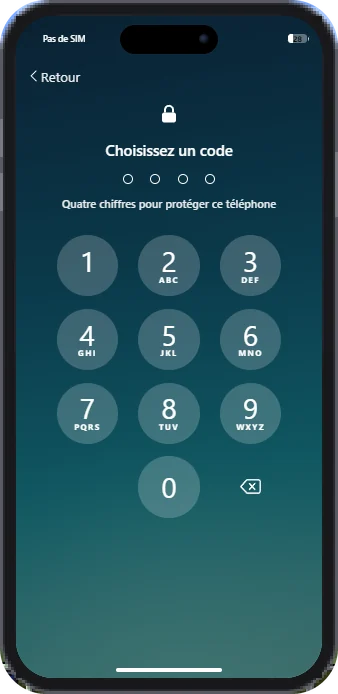 Pas de SIM
28
Retour
Choisissez un code
Quatre chiffres pour protéger ce téléphone
1
2
ABC
3
DEF
4
GHI
5
JKL
6
MNO
7
PQRS
8
TUV
9
WXYZ
0